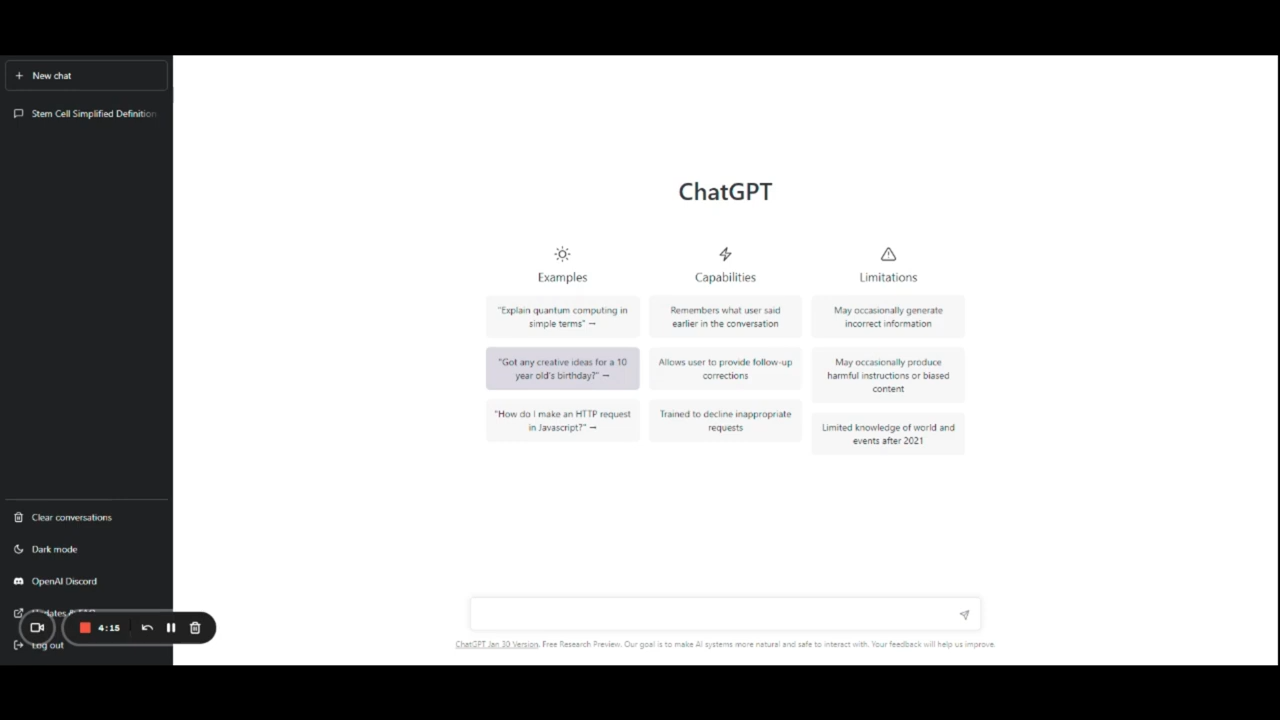 New chat
Stem Cell Simplified Definition
Clear conversations
Dark mode
OpenAI Discord
Log out
4:15
ChatGPT
Examples
"Explain quantum computing in
simple terms" →
"Got any creative ideas for a 10
year old's birthday?" →
"How do I make an HTTP request
in Javascript?" →
Capabilities
Remembers what user said
earlier in the conversation
Allows user to provide follow-up
corrections
Trained to decline inappropriate
requests
Limitations
May occasionally generate
incorrect information
May occasionally produce
harmful instructions or biased
content
Limited knowledge of world and
events after 2021
ChatGPT Jan 30 Version. Free Research Preview. Our goal is to make AI systems more natural and safe to interact with. Your feedback will help us improve.